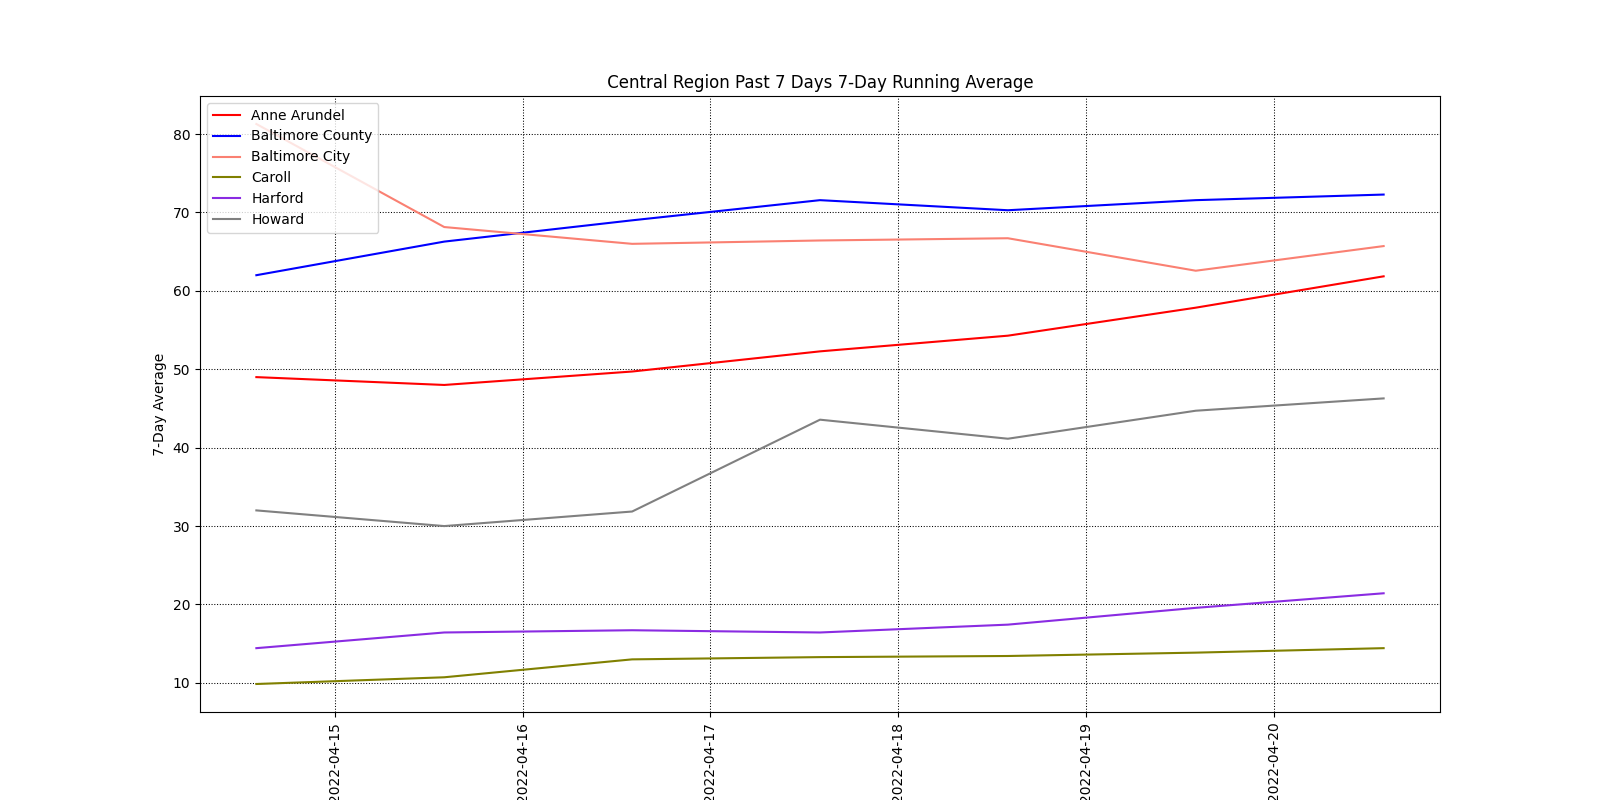 Central Region Past 7 Days 7-Day Running Average
Anne Arundel
Baltimore County
Baltimore City
Caroll
Harford
Howard
7-Day Average
80
70
60
50
40
30
20
10
2022-04-15
2022-04-16
2022-04-17
2022-04-18
2022-04-19
2022-04-20